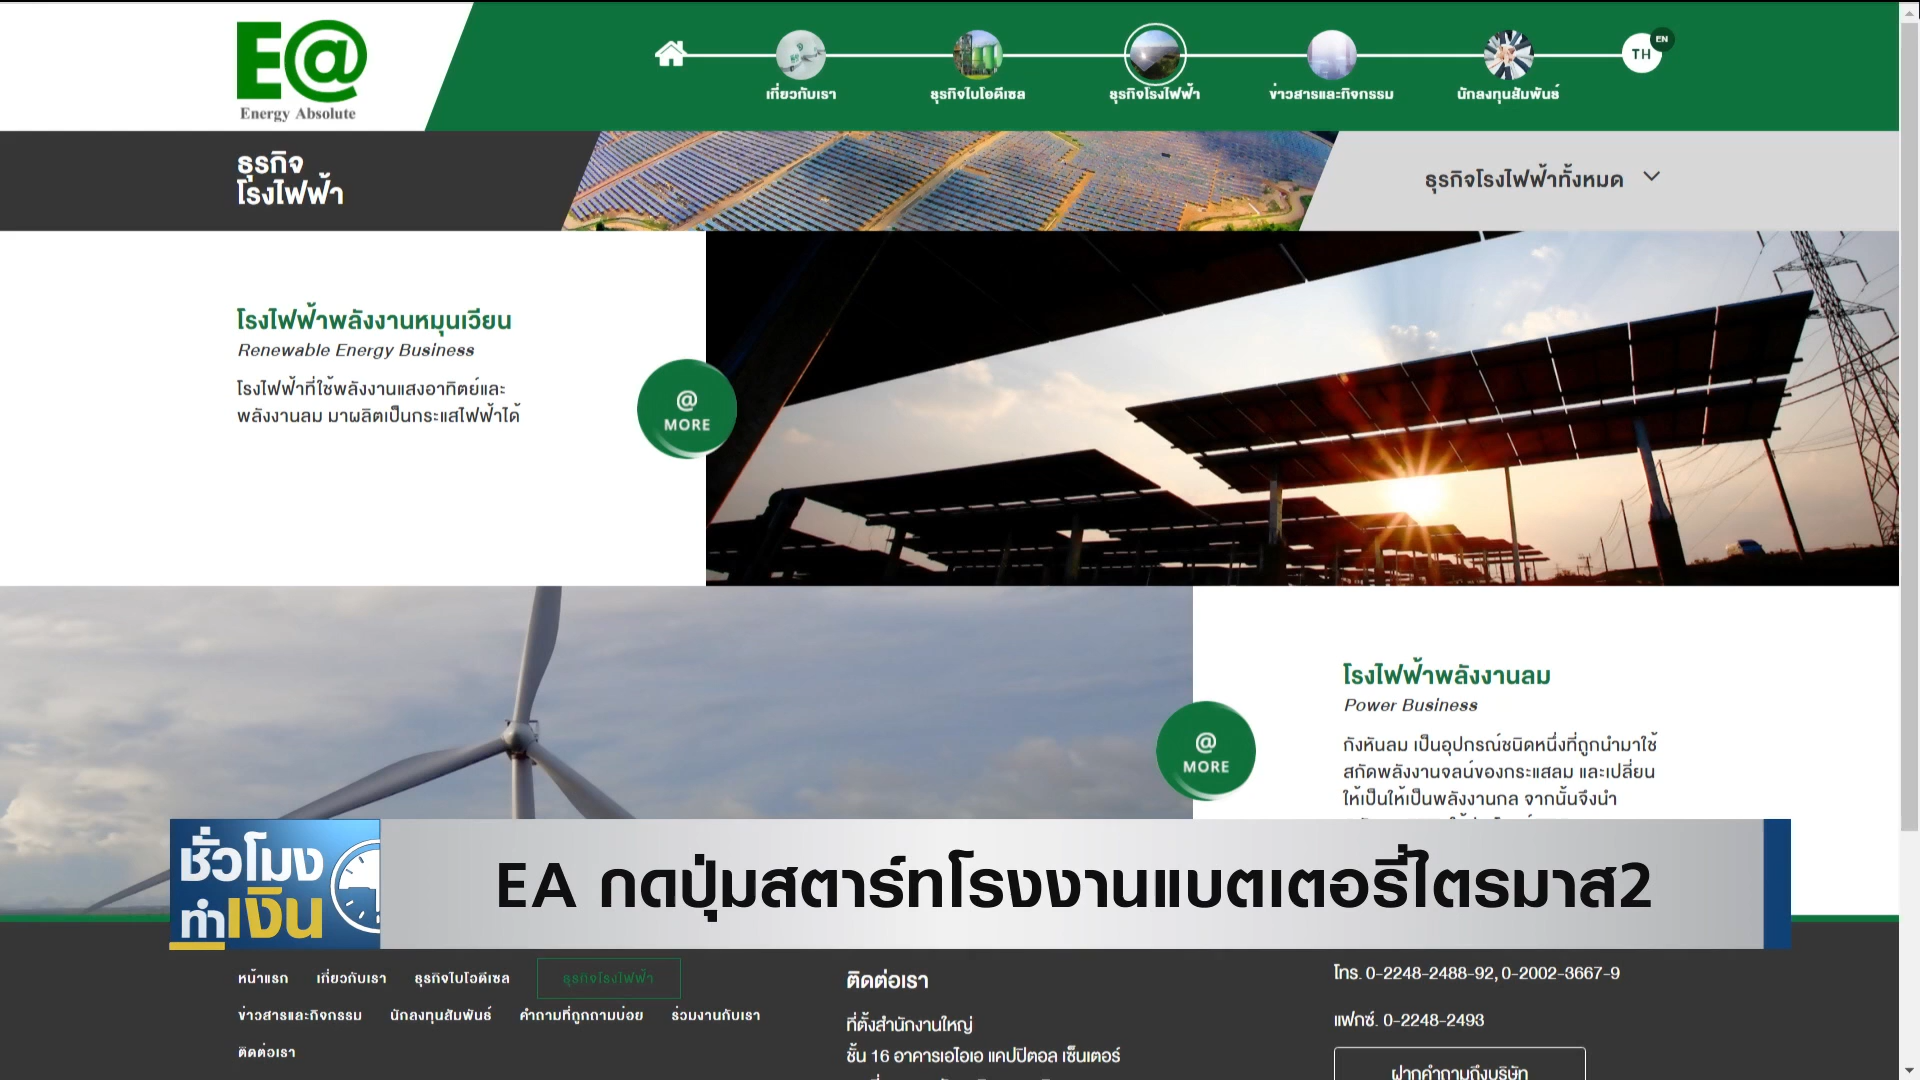 E@
Energy Absolute
เกี่ยวกับเรา
ธุรกิจไบโอดีเซล
ธุรกิจโรงไฟฟ้า
ข่าวสารและกิจกรรม
นักลงทุนสัมพันธ์
TH
EN
ธุรกิจ
โรงไฟฟ้า
ธุรกิจโรงไฟฟ้าทั้งหมด
โรงไฟฟ้าพลังงานหมุนเวียน
Renewable Energy Business
โรงไฟฟ้าที่ใช้พลังงานแสงอาทิตย์และ
พลังงานลม มาผลิตเป็นกระแสไฟฟ้าได้
@
MORE
โรงไฟฟ้าพลังงานลม
Power Business
กังหันลม เป็นอุปกรณ์ชนิดหนึ่งที่ถูกนำมาใช้
สกัดพลังงานจลน์ของกระแสลม และเปลี่ยน
ให้เป็นให้เป็นพลังงานกล จากนั้นจึงนำ
@
MORE
ชั่วโมง
ทำเงิน
EA กดปุ่มสตาร์ทโรงงานแบตเตอรี่ไตรมาส2
หน้าแรก เกี่ยวกับเรา ธุรกิจไบโอดีเซล ธุรกิจโรงไฟฟ้า
ข่าวสารและกิจกรรม นักลงทุนสัมพันธ์ คำถามที่ถูกถามบ่อย ร่วมงานกับเรา
ติดต่อเรา
ติดต่อเรา
ที่ตั้งสำนักงานใหญ่
ชั้น 16 อาคารเอไอเอ แคปปิตอล เซ็นเตอร์
โทร. 0-2248-2488-92, 0-2002-3667-9
แฟกซ์. 0-2248-2493
ฝากคำถามถึงบริษัท